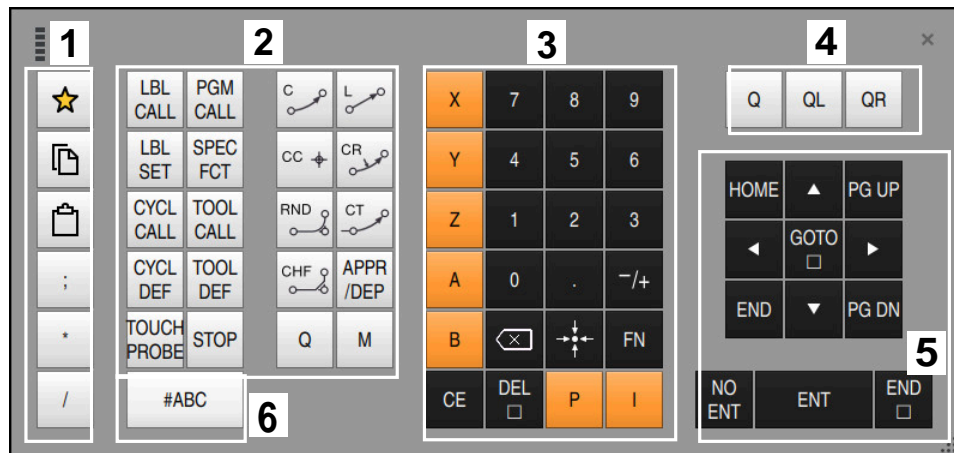 1
2
3
4
×
LBL CALL
PGM CALL
C
L
X
7
8
9
Q
QL
QR
LBL SET
SPEC FCT
CC
CR
Y
4
5
6
HOME
PG UP
CYCL CALL
TOOL CALL
RND
CT
Z
1
2
3
GOTO
;
CYCL DEF
TOOL DEF
CHF
APPR /DEP
A
0
.
−/+
END
PG DN
*
TOUCH PROBE
STOP
Q
M
B
FN
5
/
#ABC
6
CE
DEL
P
I
NO ENT
ENT
END